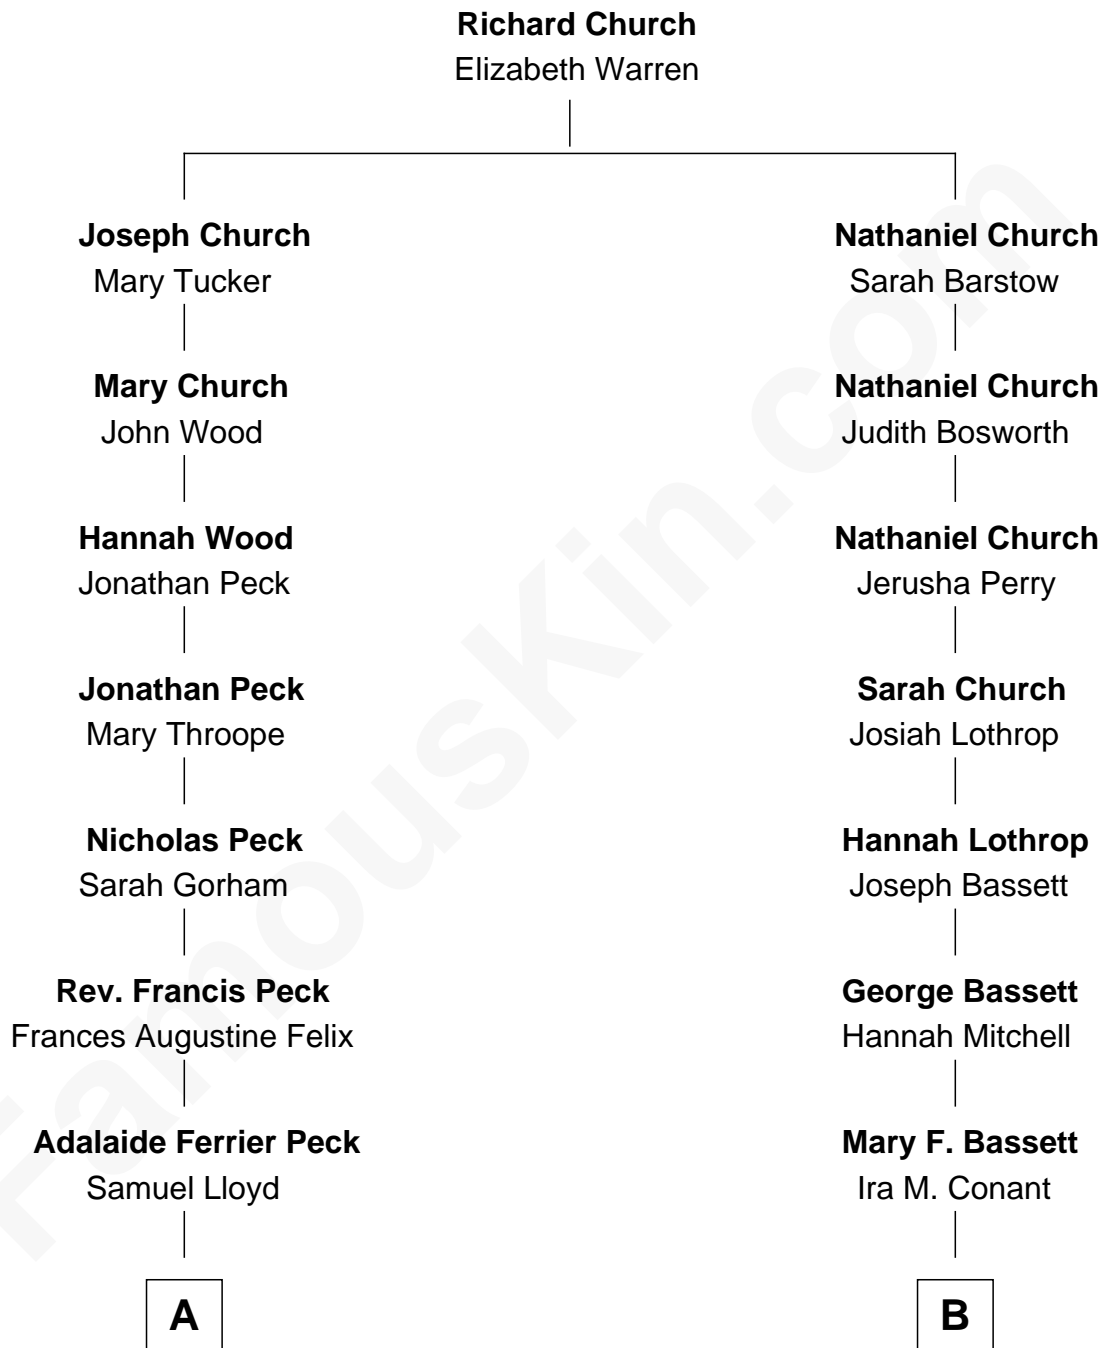 Richard Church
Elizabeth Warren
Joseph Church
Mary Tucker
Mary Church
John Wood
Hannah Wood
Jonathan Peck
Jonathan Peck
Mary Throope
Nicholas Peck
Sarah Gorham
Rev. Francis Peck
Frances Augustine Felix
Adalaide Ferrier Peck
Samuel Lloyd
A
Nathaniel Church
Sarah Barstow
Nathaniel Church
Judith Bosworth
Nathaniel Church
Jerusha Perry
Sarah Church
Josiah Lothrop
Hannah Lothrop
Joseph Bassett
George Bassett
Hannah Mitchell
Mary F. Bassett
Ira M. Conant
B
FamousKin.com